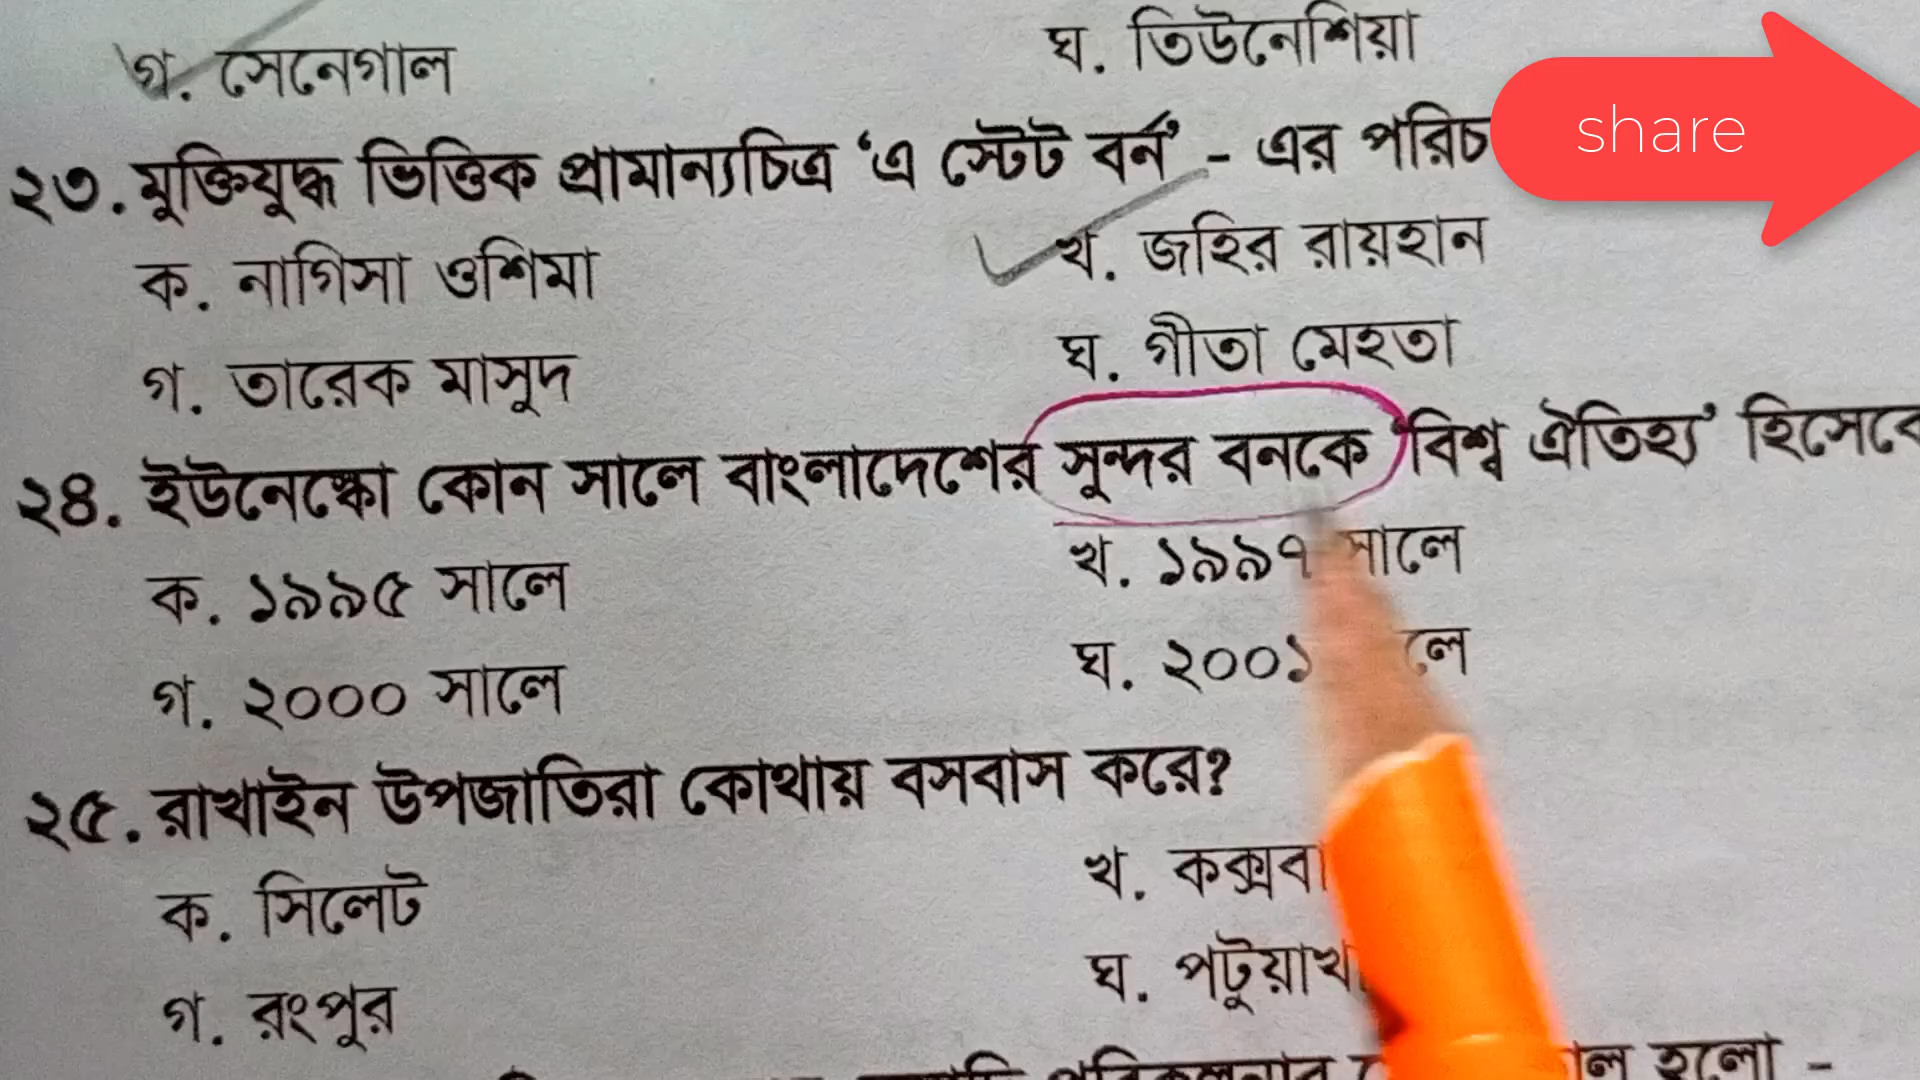 গ. সেনেগাল
ঘ. তিউনেশিয়া
share
২৩. মুক্তিযুদ্ধ ভিত্তিক প্রামান্যচিত্র ‘এ স্টেট বর্ন’ - এর পরিচ
ক. নাগিসা ওশিমা
খ. জহির রায়হান
গ. তারেক মাসুদ
ঘ. গীতা মেহতা
২৪. ইউনেস্কো কোন সালে বাংলাদেশের সুন্দর বনকে ‘বিশ্ব ঐতিহ্য’ হিসেবে
ক. ১৯৯৫ সালে
খ. ১৯৯৭ সালে
গ. ২০০০ সালে
ঘ. ২০০১ লে
২৫. রাখাইন উপজাতিরা কোথায় বসবাস করে?
ক. সিলেট
খ. কক্সবা
গ. রংপুর
ঘ. পটুয়াখ
হলো -